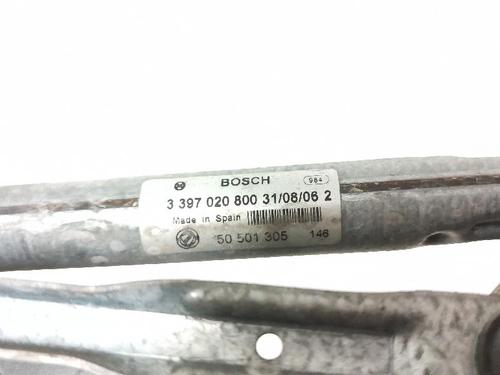 BOSCH 984
3 397 020 800 31/08/06 2
Made in Spain
50 501 305 146